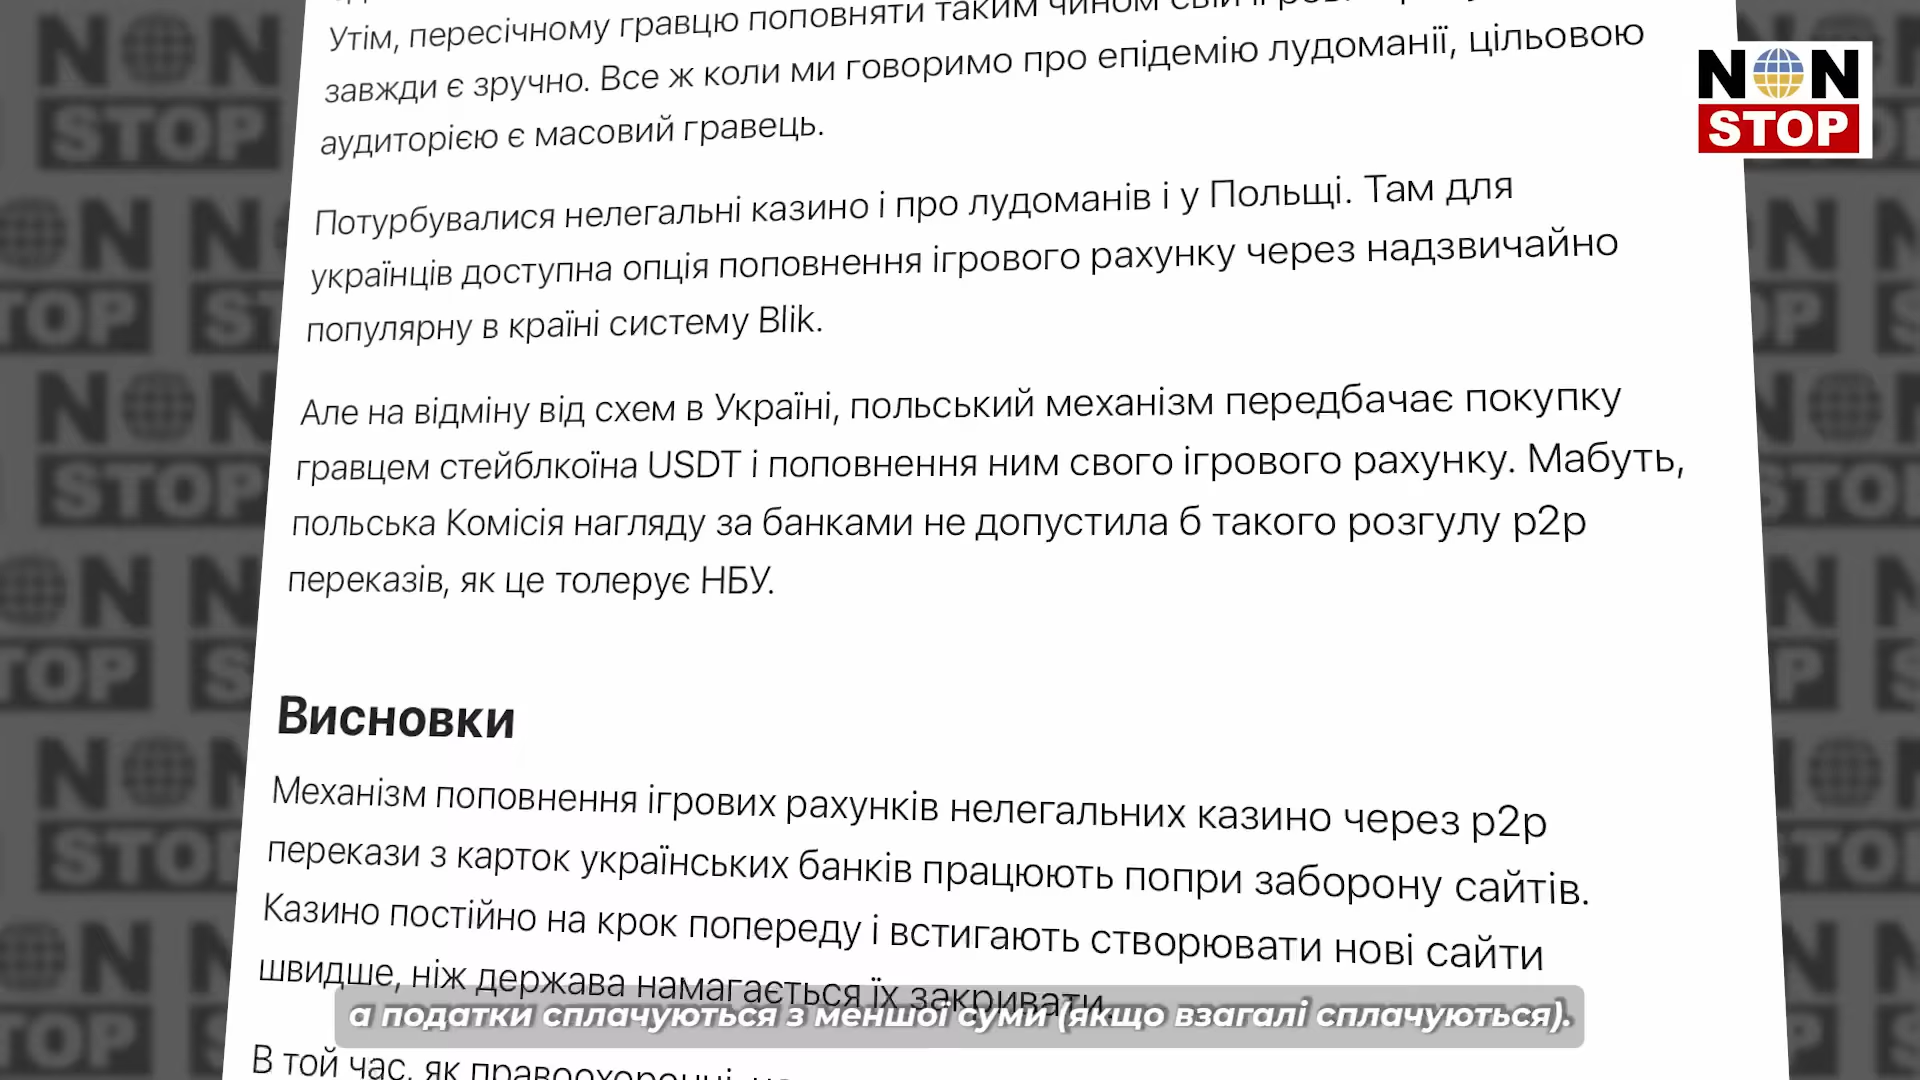 Утім, пересічному гравцю поповняти таким чином свій
завжди є зручно. Все ж коли ми говоримо про епідемію лудоманії, цільовою
аудиторією є масовий гравець.
Потурбувалися нелегальні казино і про лудоманів і у Польщі. Там для
українців доступна опція поповнення ігрового рахунку через надзвичайно
популярну в країні систему Blik.
Але на відміну від схем в Україні, польський механізм передбачає покупку
гравцем стейблкоїна USDT і поповнення ним свого ігрового рахунку. Мабуть,
польська Комісія нагляду за банками не допустила б такого розгулу p2p
переказів, як це толерує НБУ.
Висновки
Механізм поповнення ігрових рахунків нелегальних казино через p2p
перекази з карток українських банків працюють попри заборону сайтів.
Казино постійно на крок попереду і встигають створювати нові сайти
швидше, ніж держава намагається їх закривати.
а податки сплачуються з меншої суми (якщо взагалі сплачуються).
В той час, як правоохоронні
NON
STOP